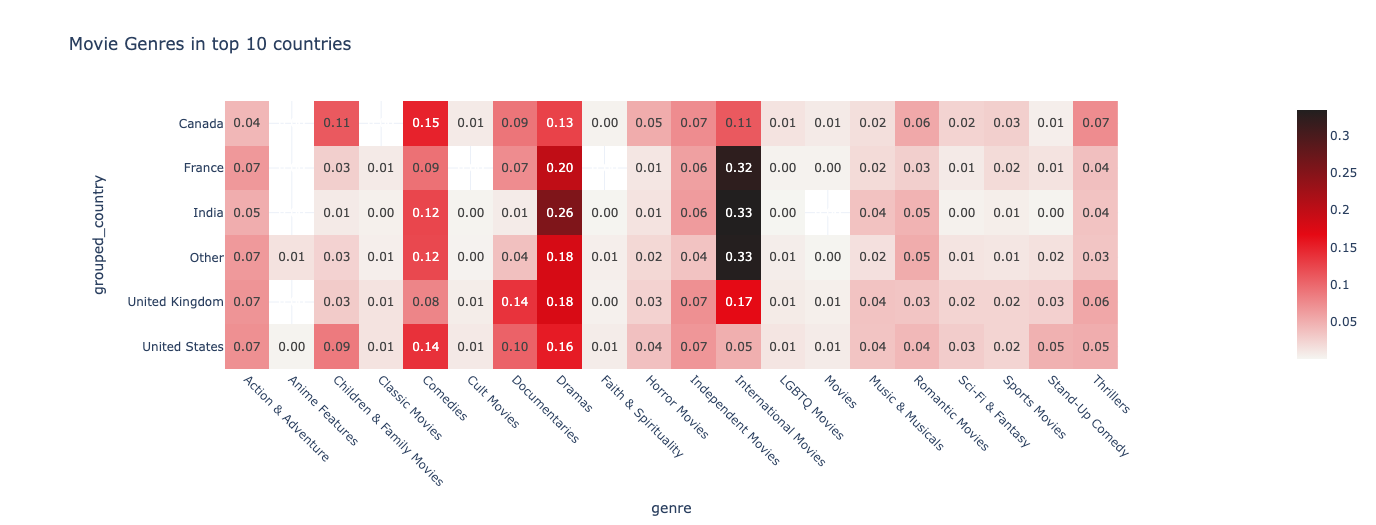 Movie Genres in top 10 countries
grouped_country
Canada 0.04 0.11 0.15 0.01 0.09 0.13 0.00 0.05 0.07 0.11 0.01 0.01 0.02 0.06 0.02 0.03 0.01 0.07
France 0.07 0.03 0.01 0.09 0.07 0.20 0.01 0.06 0.32 0.00 0.00 0.02 0.03 0.01 0.02 0.01 0.04
India 0.05 0.01 0.00 0.12 0.00 0.01 0.26 0.00 0.01 0.06 0.33 0.00 0.04 0.05 0.00 0.01 0.00 0.04
Other 0.07 0.01 0.03 0.01 0.12 0.00 0.04 0.18 0.01 0.02 0.04 0.33 0.01 0.00 0.02 0.05 0.01 0.01 0.02 0.03
United Kingdom 0.07 0.03 0.01 0.08 0.01 0.14 0.18 0.00 0.03 0.07 0.17 0.01 0.01 0.04 0.03 0.02 0.02 0.03 0.06
United States 0.07 0.00 0.09 0.01 0.14 0.01 0.10 0.16 0.01 0.04 0.07 0.05 0.01 0.01 0.04 0.04 0.03 0.02 0.05 0.05
Action & Adventure
Anime Features
Children & Family Movies
Classic Movies
Comedies
Cult Movies
Documentaries
Dramas
Faith & Spirituality
Horror Movies
Independent Movies
International Movies
LGBTQ Movies
Movies
Music & Musicals
Romantic Movies
Sci-Fi & Fantasy
Sports Movies
Stand-Up Comedy
Thrillers
genre
0.3
0.25
0.2
0.15
0.1
0.05